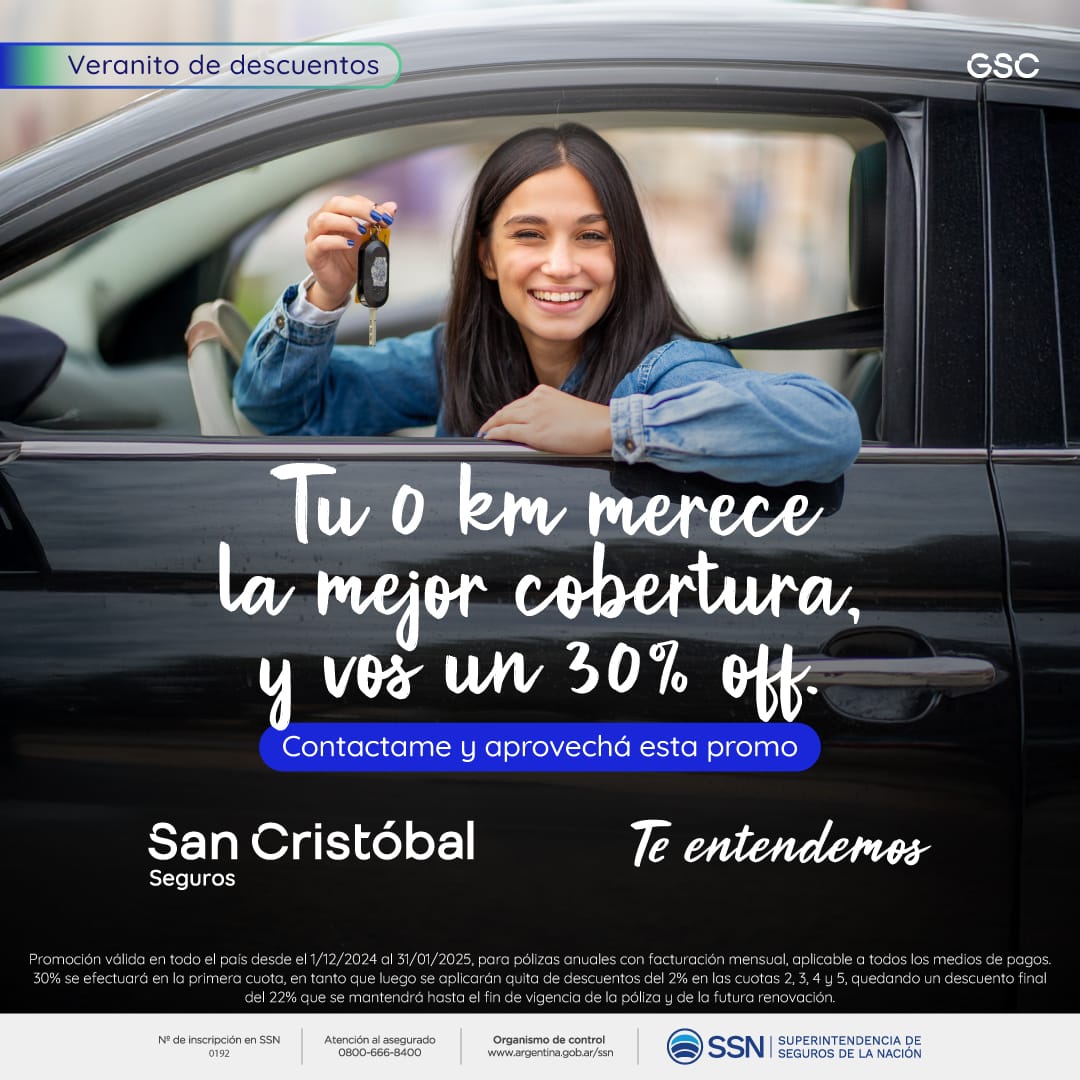 Veranito de descuentos
GSC
Tu 0 km merece
la mejor cobertura,
y vos un 30% off.
Contactame y aprovechá esta promo
San Cristóbal
Seguros
Te entendemos
Promoción válida en todo el país desde el 1/12/2024 al 31/01/2025, para pólizas anuales con facturación mensual, aplicable a todos los medios de pagos.
30% se efectuará en la primera cuota, en tanto que luego se aplicarán quita de descuentos del 2% en las cuotas 2, 3, 4 y 5, quedando un descuento final
del 22% que se mantendrá hasta el fin de vigencia de la póliza y de la futura renovación.
Nº de inscripción en SSN
0192
Atención al asegurado
0800-666-8400
Organismo de control
www.argentina.gob.ar/ssn
SSN
SUPERINTENDENCIA DE
SEGUROS DE LA NACIÓN